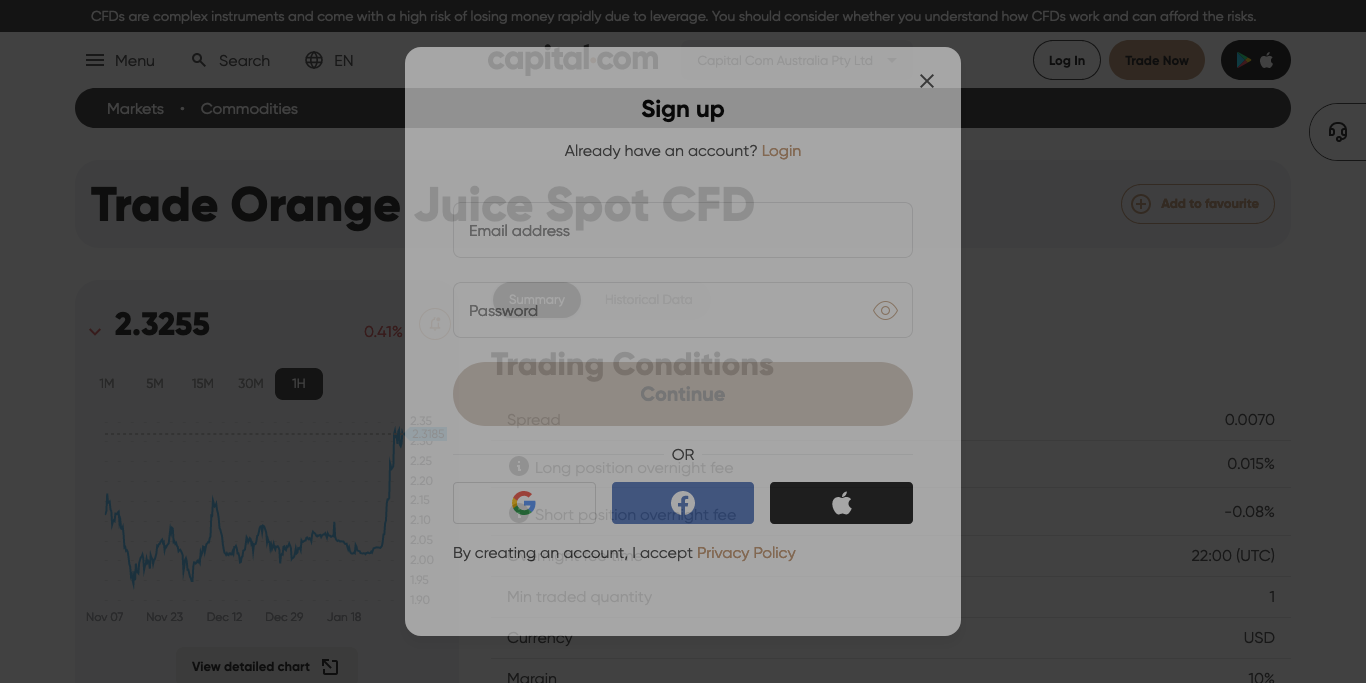 CFDs are complex instruments and come with a high risk of losing money rapidly due to leverage. You should consider whether you understand how CFDs work and can afford the risks.
Menu Search EN
capital.com
Capital Com Australia Pty Ltd
Log In Trade Now
Markets • Commodities
Sign up
Already have an account? Login
Trade Orange Juice Spot CFD
Add to favourite
Email address
Summary Historical Data
Password
2.3255
0.41%
Trading Conditions
1M 5M 15M 30M 1H
Continue
Spread 0.0070
2.35
2.3185
2.30
2.25
2.20
2.15
2.10
2.05
2.00
1.95
1.90
OR
Long position overnight fee 0.015%
Short position overnight fee -0.08%
By creating an account, I accept Privacy Policy
Overnight fee time 22:00 (UTC)
Min traded quantity 1
Nov 07 Nov 23 Dec 12 Dec 29 Jan 18
Currency USD
View detailed chart
Margin 10%